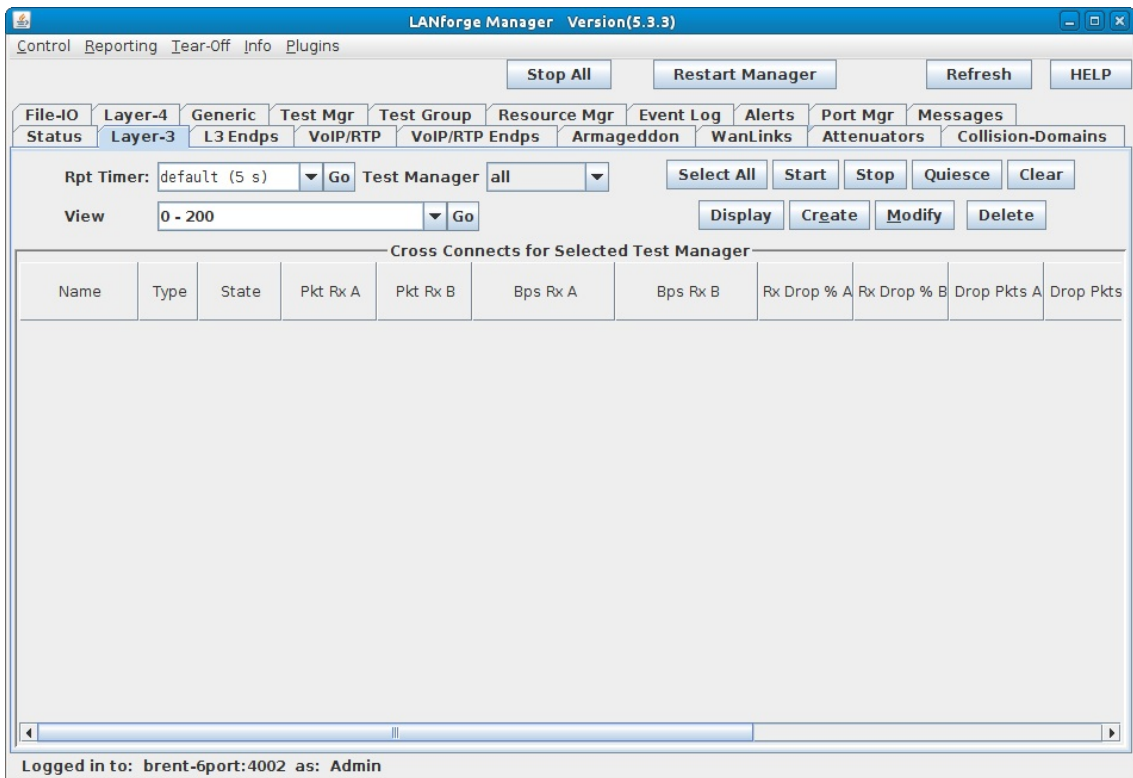 LANforge Manager Version(5.3.3)
Control Reporting Tear-Off Info Plugins
Stop All Restart Manager Refresh HELP
File-IO Layer-4 Generic Test Mgr Test Group Resource Mgr Event Log Alerts Port Mgr Messages
Status Layer-3 L3 Endps VoIP/RTP VoIP/RTP Endps Armageddon WanLinks Attenuators Collision-Domains
Rpt Timer: default (5 s) Go Test Manager all Select All Start Stop Quiesce Clear
View 0 - 200 Go Display Create Modify Delete
Cross Connects for Selected Test Manager
Name Type State Pkt Rx A Pkt Rx B Bps Rx A Bps Rx B Rx Drop % A Rx Drop % B Drop Pkts A Drop Pkts
Logged in to: brent-6port:4002 as: Admin